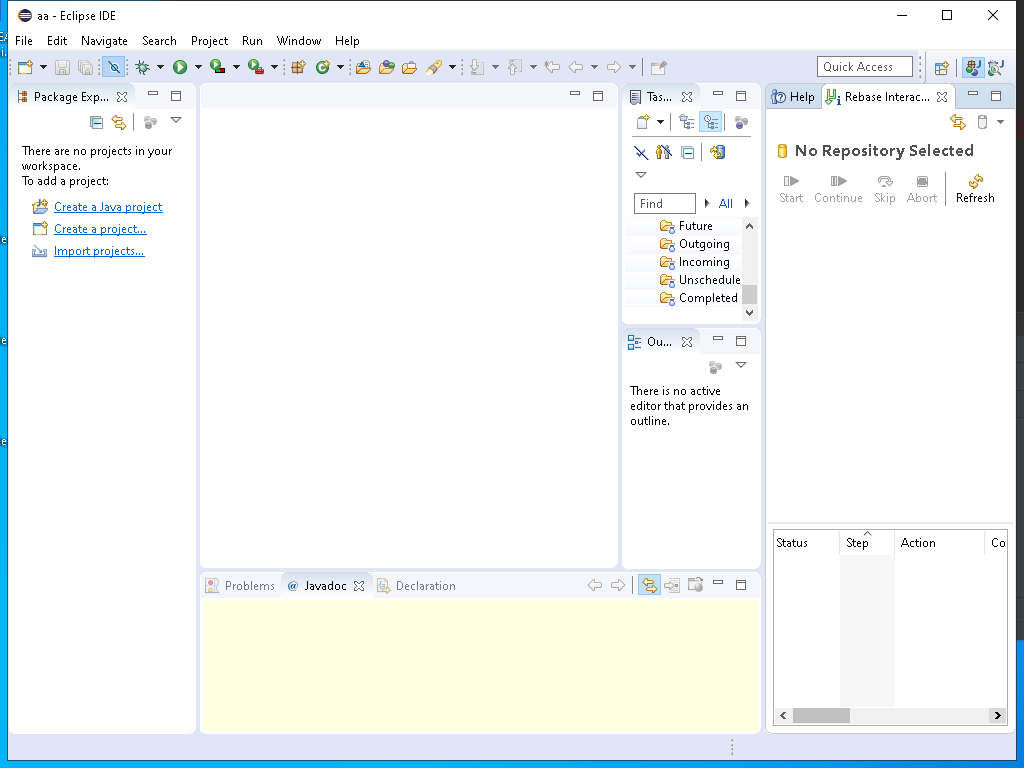 aa - Eclipse IDE
File Edit Navigate Search Project Run Window Help
Quick Access
Package Exp...
There are no projects in your
workspace.
To add a project:
Create a Java project
Create a project...
Import projects...
Tas...
Find
All
Future
Outgoing
Incoming
Unschedule
Completed
Ou...
There is no active
editor that provides an
outline.
Help
Rebase Interac...
No Repository Selected
Start Continue Skip Abort Refresh
Status Step Action Co
Problems @ Javadoc Declaration